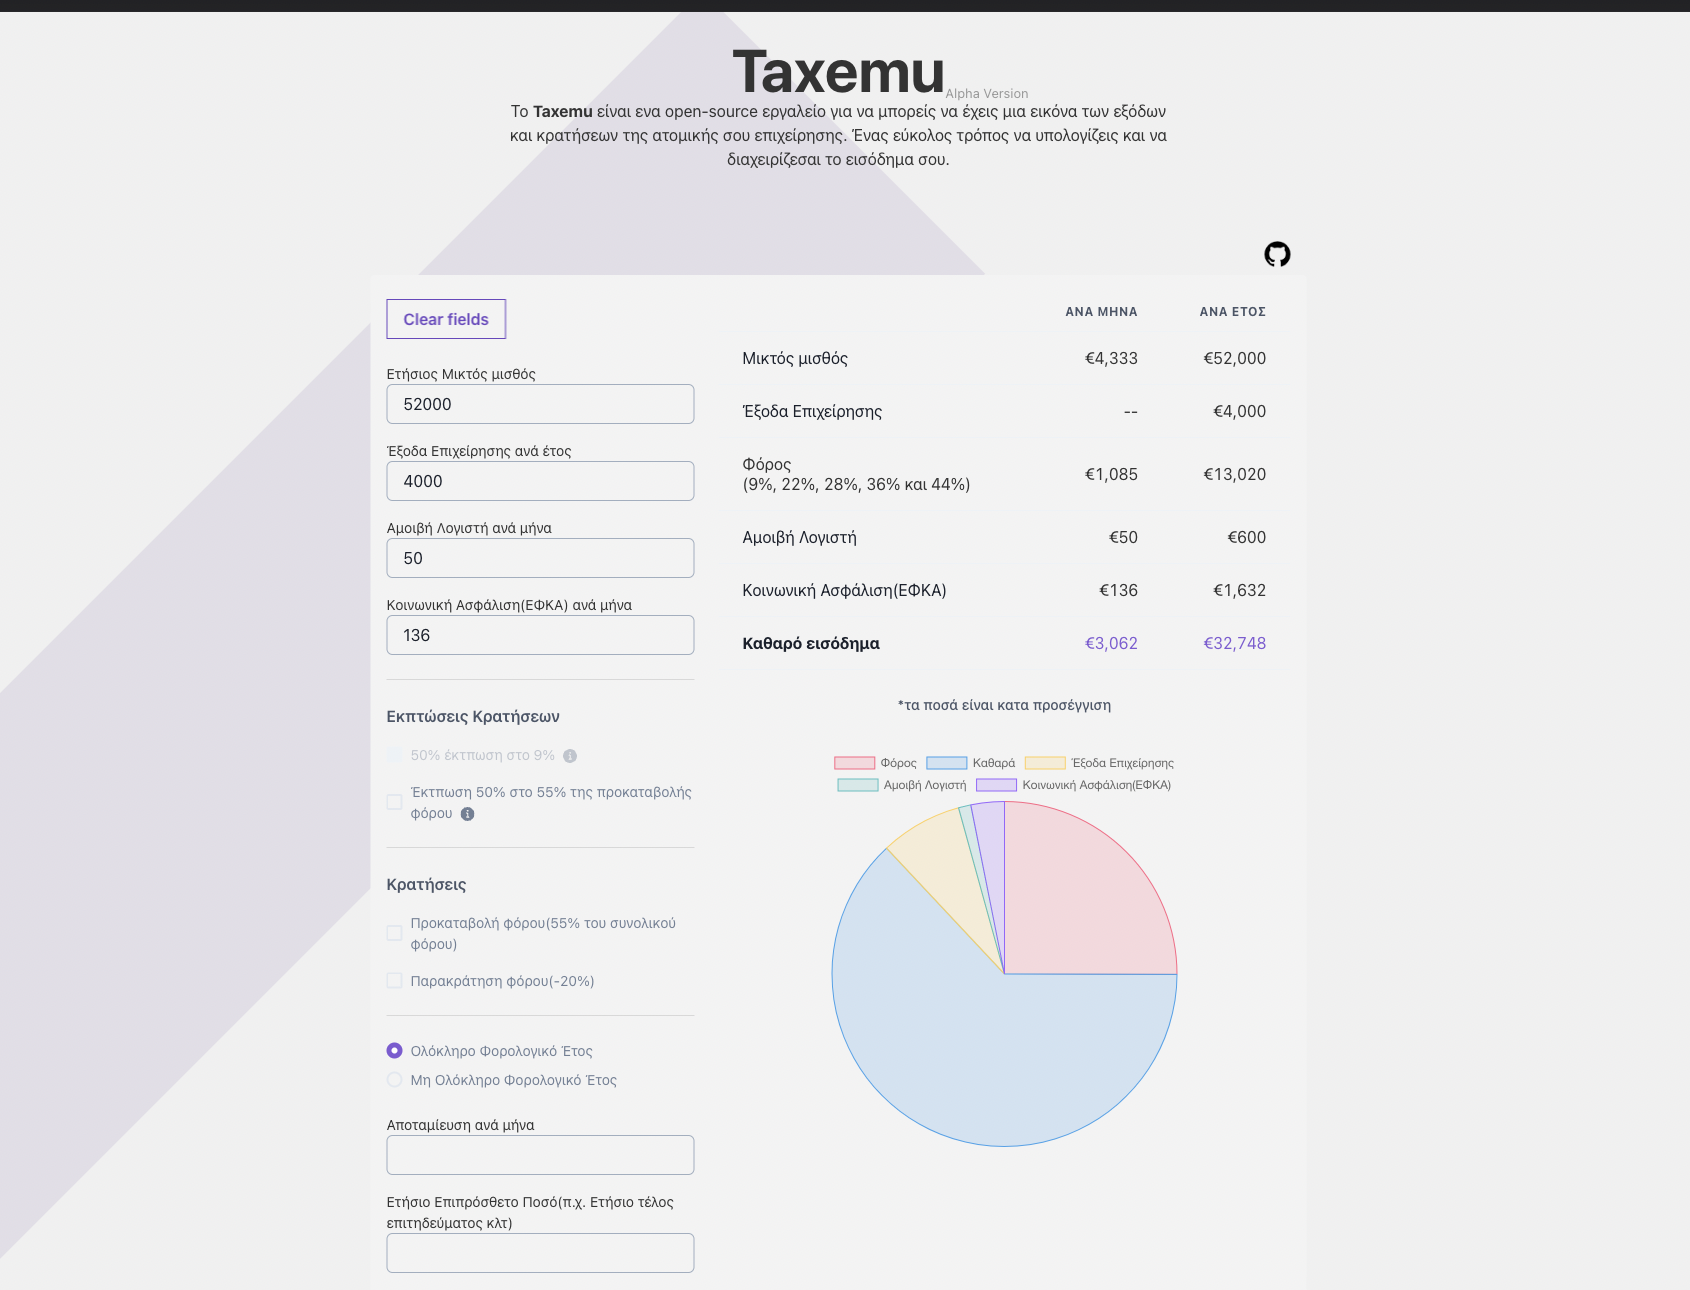 Taxemu
Alpha Version
Το Taxemu είναι ενα open-source εργαλείο για να μπορείς να έχεις μια εικόνα των εξόδων
και κρατήσεων της ατομικής σου επιχείρησης. Ένας εύκολος τρόπος να υπολογίζεις και να
διαχειρίζεσαι το εισόδημα σου.
Clear fields
Ετήσιος Μικτός μισθός
52000
Έξοδα Επιχείρησης ανά έτος
4000
Αμοιβή Λογιστή ανά μήνα
50
Κοινωνική Ασφάλιση(ΕΦΚΑ) ανά μήνα
136
Εκπτώσεις Κρατήσεων
50% έκπτωση στο 9%
Έκπτωση 50% στο 55% της προκαταβολής
φόρου
Κρατήσεις
Προκαταβολή φόρου(55% του συνολικού
φόρου)
Παρακράτηση φόρου(-20%)
Ολόκληρο Φορολογικό Έτος
Μη Ολόκληρο Φορολογικό Έτος
Αποταμίευση ανά μήνα
Ετήσιο Επιπρόσθετο Ποσό(π.χ. Ετήσιο τέλος
επιτηδεύματος κλτ)
ΑΝΑ ΜΗΝΑ ΑΝΑ ΕΤΟΣ
Μικτός μισθός €4,333 €52,000
Έξοδα Επιχείρησης -- €4,000
Φόρος
(9%, 22%, 28%, 36% και 44%) €1,085 €13,020
Αμοιβή Λογιστή €50 €600
Κοινωνική Ασφάλιση(ΕΦΚΑ) €136 €1,632
Καθαρό εισόδημα €3,062 €32,748
*τα ποσά είναι κατα προσέγγιση
Φόρος Καθαρά Έξοδα Επιχείρησης
Αμοιβή Λογιστή Κοινωνική Ασφάλιση(ΕΦΚΑ)